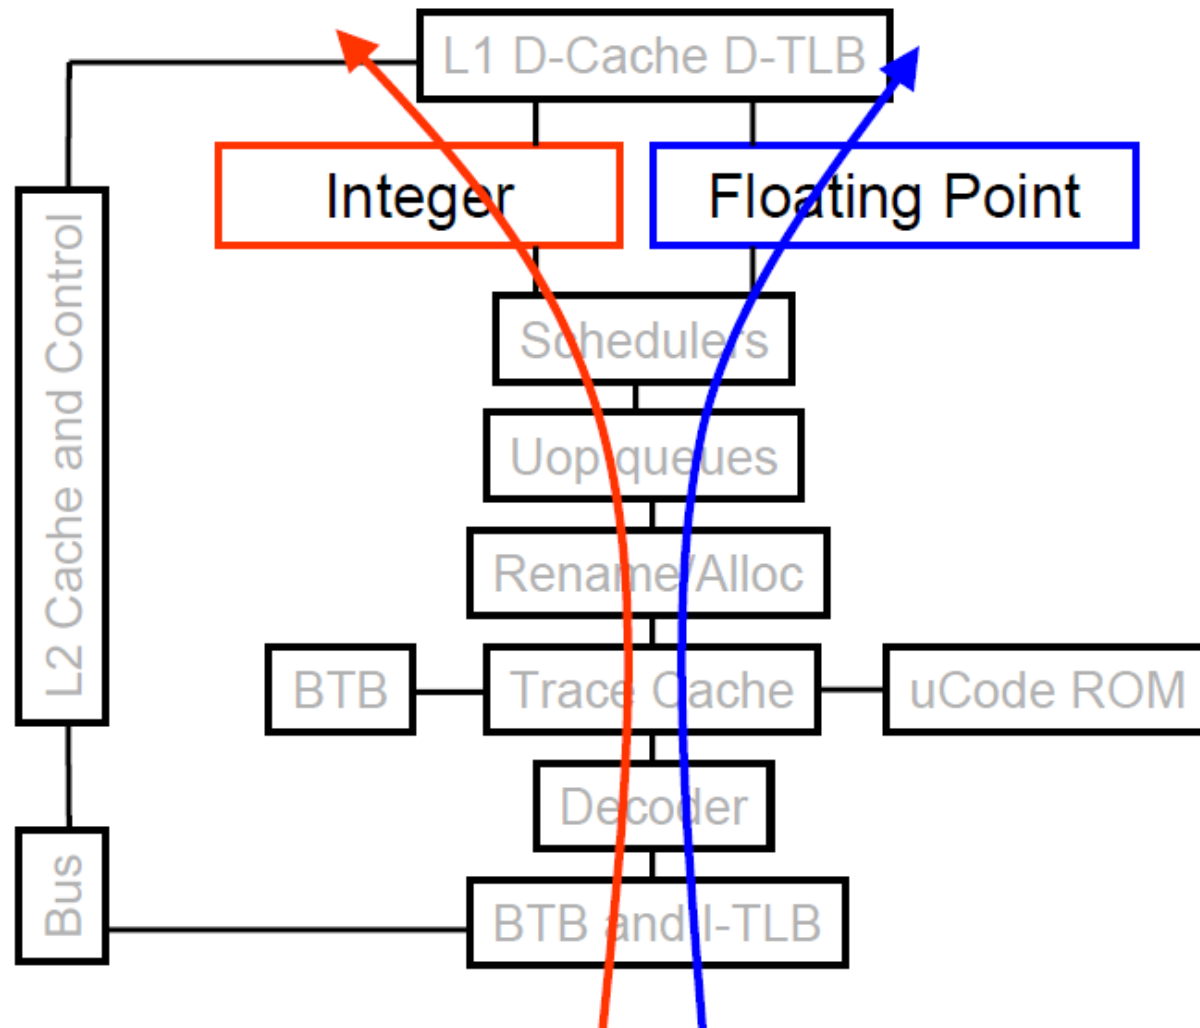 L1 D-Cache D-TLB
Integer
Floating Point
L2 Cache and Control
Schedulers
Uop queues
Rename/Alloc
BTB
Trace Cache
uCode ROM
Decoder
Bus
BTB and I-TLB